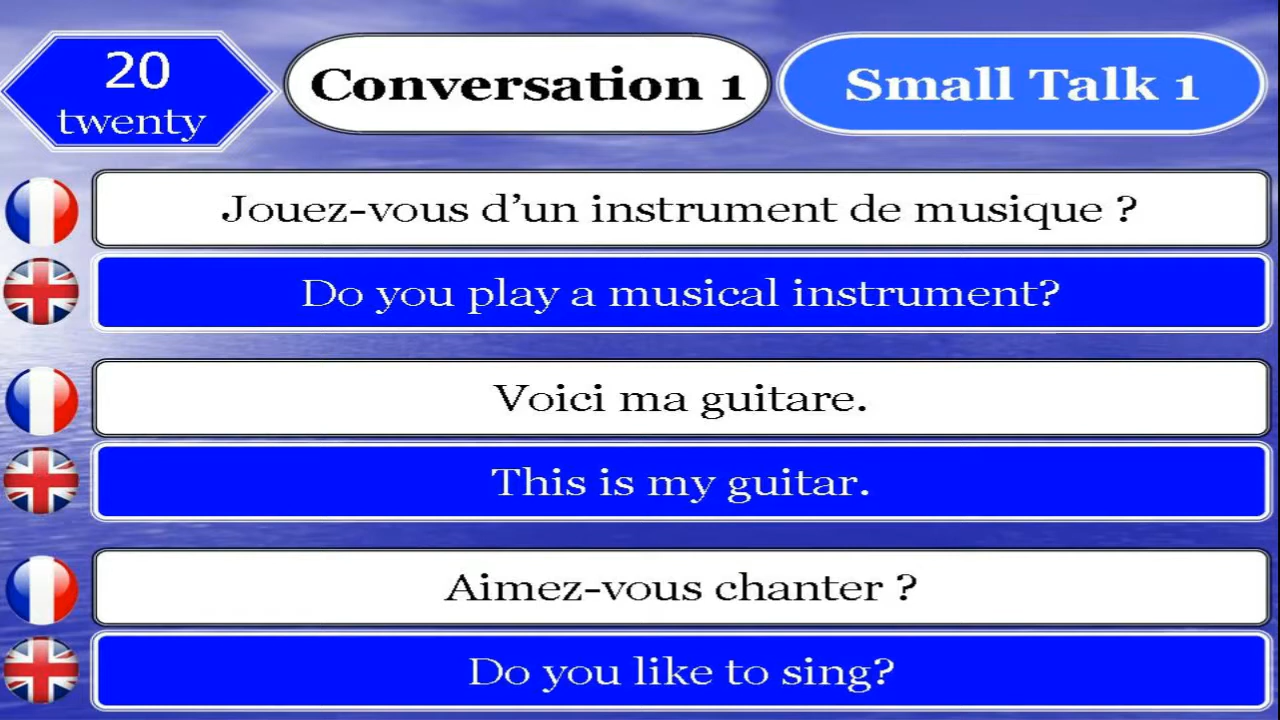 20
twenty
Conversation 1
Small Talk 1
Jouez-vous d’un instrument de musique ?
Do you play a musical instrument?
Voici ma guitare.
This is my guitar.
Aimez-vous chanter ?
Do you like to sing?